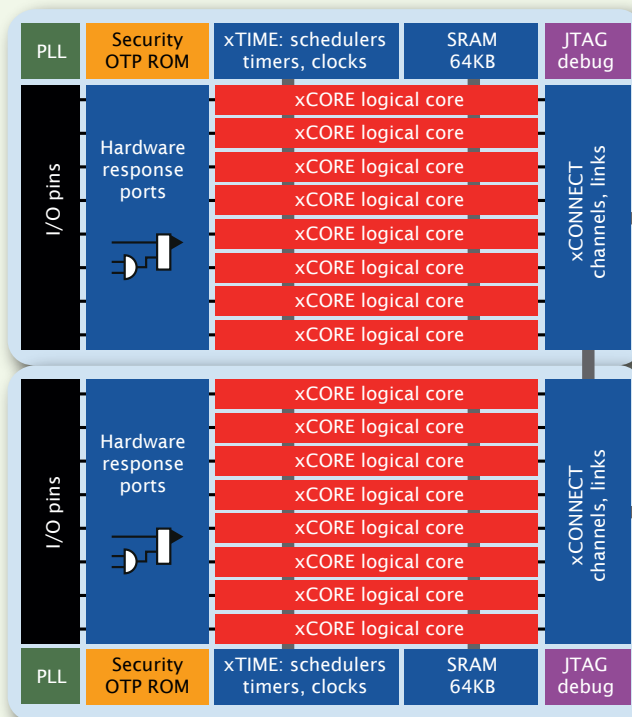 PLL
Security
OTP ROM
xTIME: schedulers
timers, clocks
SRAM
64KB
JTAG
debug
I/O pins
Hardware
response
ports
xCORE logical core
xCORE logical core
xCORE logical core
xCORE logical core
xCORE logical core
xCORE logical core
xCORE logical core
xCORE logical core
xCONNECT
channels, links
I/O pins
Hardware
response
ports
xCORE logical core
xCORE logical core
xCORE logical core
xCORE logical core
xCORE logical core
xCORE logical core
xCORE logical core
xCORE logical core
xCONNECT
channels, links
PLL
Security
OTP ROM
xTIME: schedulers
timers, clocks
SRAM
64KB
JTAG
debug